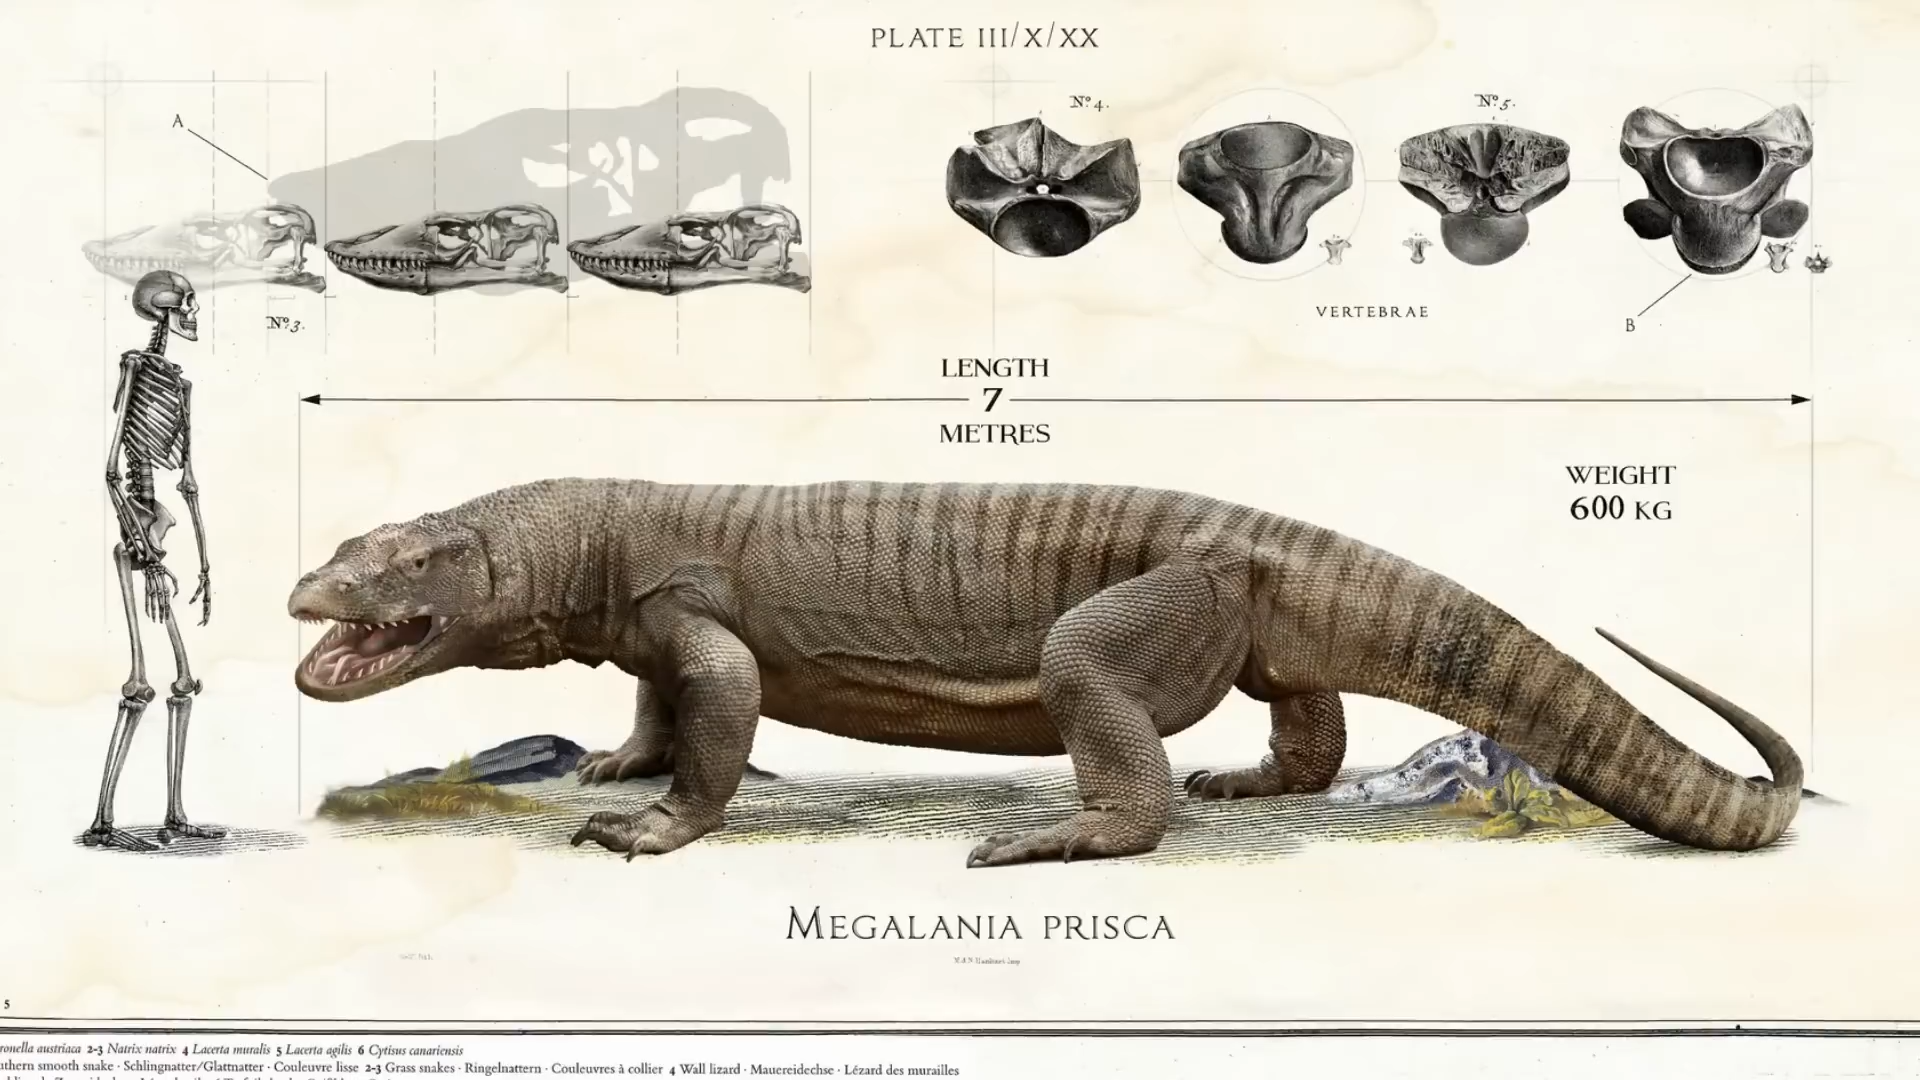 PLATE III/X/XX
A
Nº 4.
Nº 5.
Nº 3.
VERTEBRAE
B
LENGTH
7
METRES
WEIGHT
600 KG
MEGALANIA PRISCA
5
ronella austriaca 2-3 Natrix natrix 4 Lacerta muralis 5 Lacerta agilis 6 Cytisus canariensis
uthern smooth snake · Schlingnatter/Glattnatter · Couleuvre lisse 2-3 Grass snakes · Ringelnattern · Couleuvres à collier 4 Wall lizard · Mauereidechse · Lézard des murailles